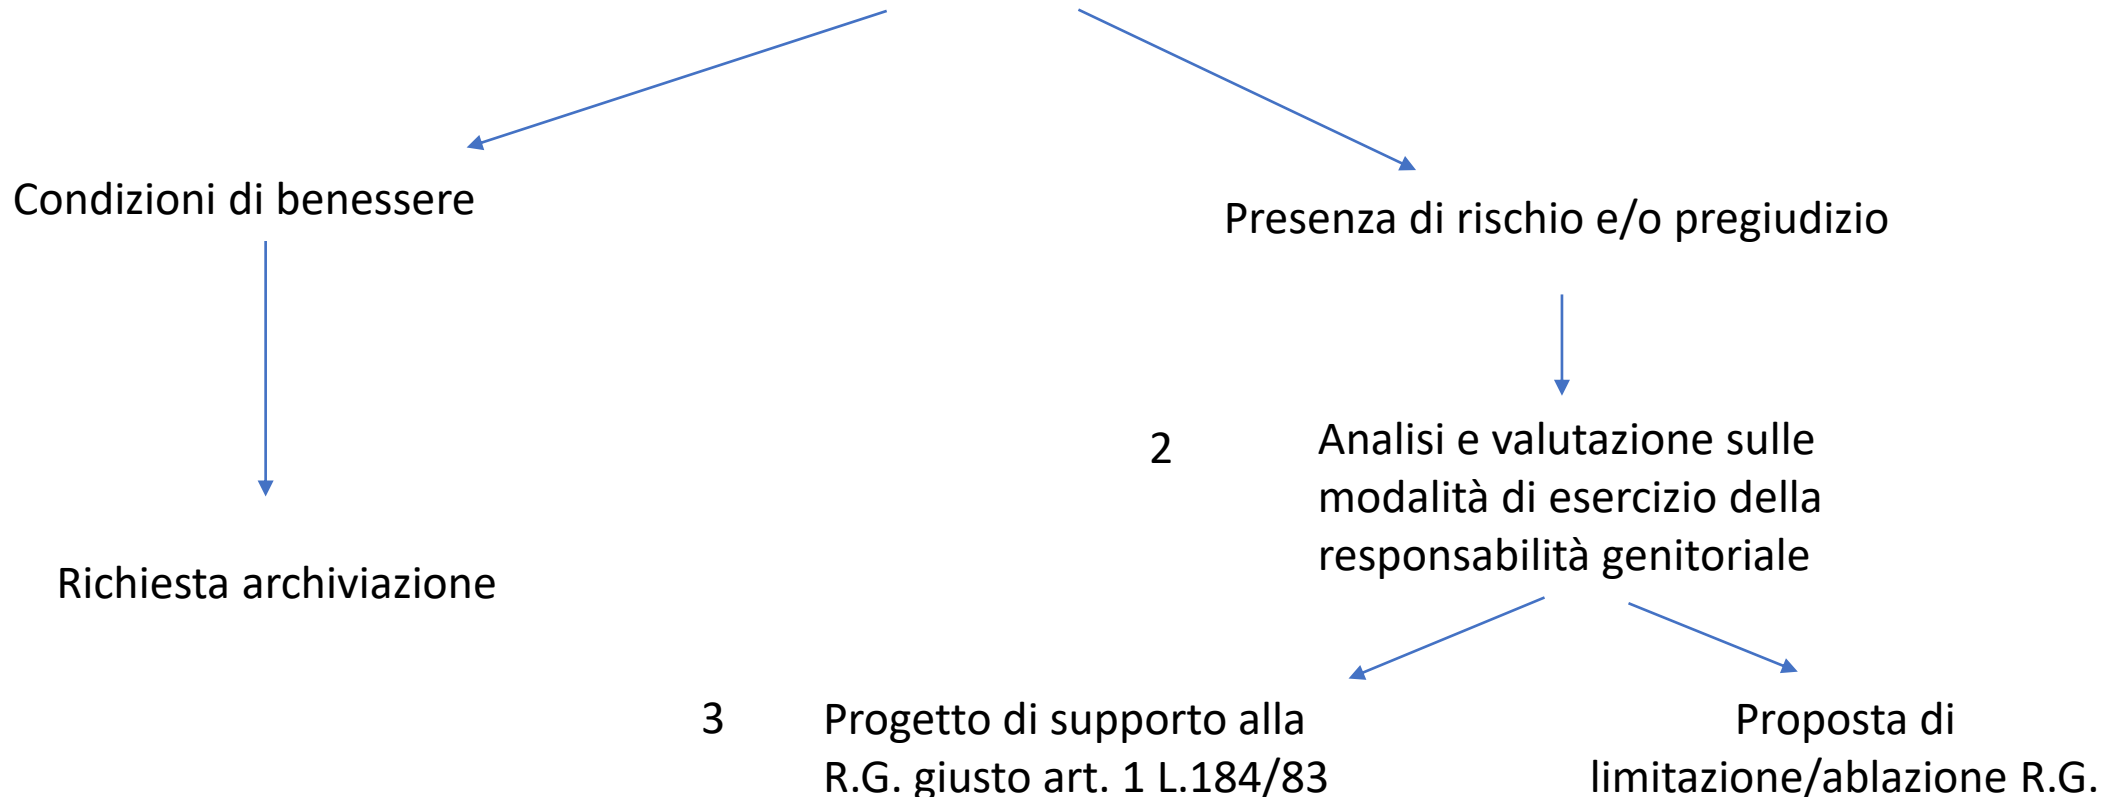 Condizioni di benessere
Presenza di rischio e/o pregiudizio
2
Analisi e valutazione sulle
modalità di esercizio della
responsabilità genitoriale
Richiesta archiviazione
3
Progetto di supporto alla
R.G. giusto art. 1 L.184/83
Proposta di
limitazione/ablazione R.G.